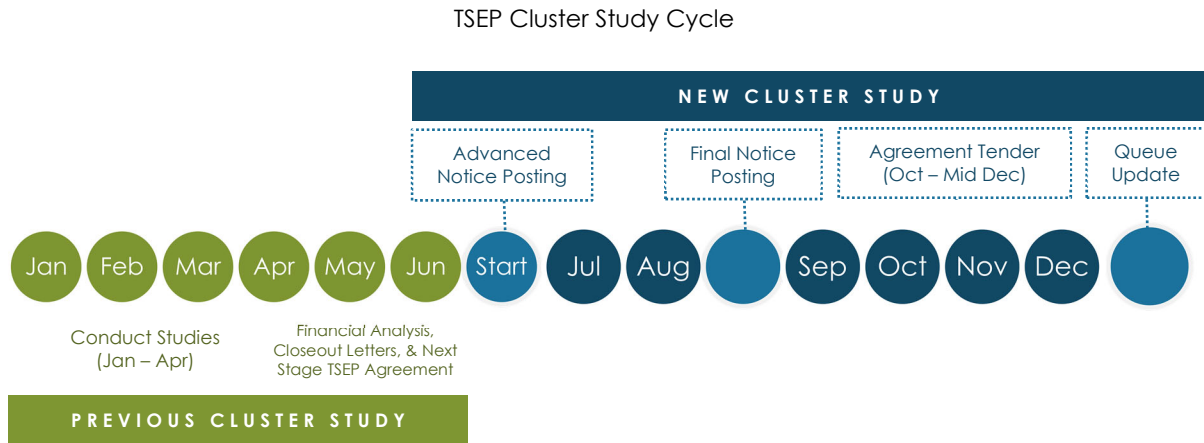 TSEP Cluster Study Cycle
NEW CLUSTER STUDY
Advanced
Notice Posting
Final Notice
Posting
Agreement Tender
(Oct – Mid Dec)
Queue
Update
Jan Feb Mar Apr May Jun Start Jul Aug Sep Oct Nov Dec
Conduct Studies
(Jan – Apr)
Financial Analysis,
Closeout Letters, & Next
Stage TSEP Agreement
PREVIOUS CLUSTER STUDY